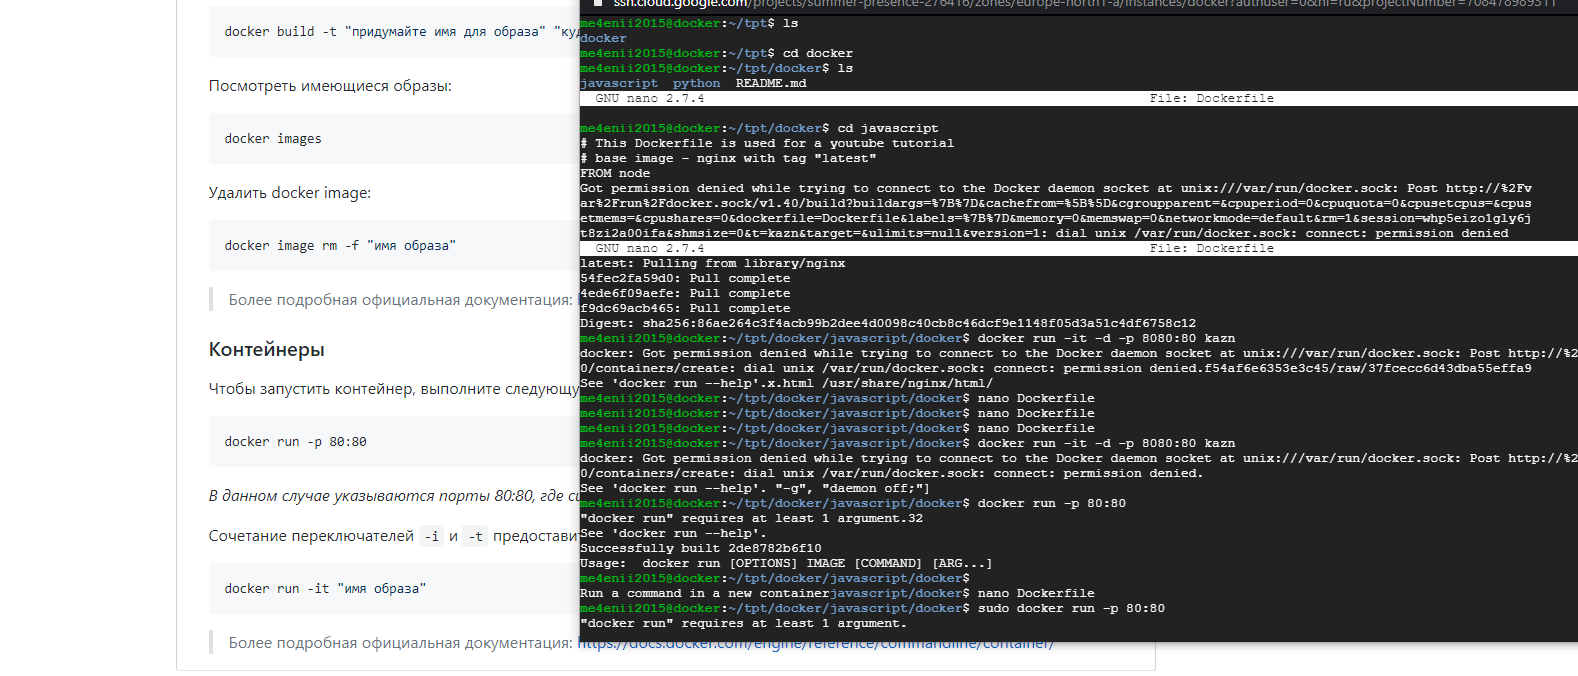 docker build -t "придумайте имя для образа" "куд
Посмотреть имеющиеся образы:
docker images
Удалить docker image:
docker image rm -f "имя образа"
Более подробная официальная документация:
Контейнеры
Чтобы запустить контейнер, выполните следующу
docker run -p 80:80
В данном случае указываются порты 80:80, где
Сочетание переключателей -i и -t предостави
docker run -it "имя образа"
Более подробная официальная документация: https://docs.docker.com/engine/reference/commandline/container/
ssh.cloud.google.com/projects/summer-presence-276416/zones/europe-north1-a/instances/docker?authuser=0&hl=ru&projectNumber=708478989311
me4enii2015@docker:~/tpt$ ls
docker
me4enii2015@docker:~/tpt$ cd docker
me4enii2015@docker:~/tpt/docker$ ls
javascript python README.md
GNU nano 2.7.4 File: Dockerfile
me4enii2015@docker:~/tpt/docker$ cd javascript
# This Dockerfile is used for a youtube tutorial
# base image - nginx with tag "latest"
FROM node
Got permission denied while trying to connect to the Docker daemon socket at unix:///var/run/docker.sock: Post http://%2Fv
ar%2Frun%2Fdocker.sock/v1.40/build?buildargs=%7B%7D&cachefrom=%5B%5D&cgroupparent=&cpuperiod=0&cpuquota=0&cpusetcpus=&cpus
etmems=&cpushares=0&dockerfile=Dockerfile&labels=%7B%7D&memory=0&memswap=0&networkmode=default&rm=1&session=whp5eizo1gly6j
t8zi2a00ifa&shmsize=0&t=kazn&target=&ulimits=null&version=1: dial unix /var/run/docker.sock: connect: permission denied
GNU nano 2.7.4 File: Dockerfile
latest: Pulling from library/nginx
54fec2fa59d0: Pull complete
4ede6f09aefe: Pull complete
f9dc69acb465: Pull complete
Digest: sha256:86ae264c3f4acb99b2dee4d0098c40cb8c46dcf9e1148f05d3a51c4df6758c12
me4enii2015@docker:~/tpt/docker/javascript/docker$ docker run -it -d -p 8080:80 kazn
docker: Got permission denied while trying to connect to the Docker daemon socket at unix:///var/run/docker.sock: Post http://%2
0/containers/create: dial unix /var/run/docker.sock: connect: permission denied.f54af6e6353e3c45/raw/37fcecc6d43dba55effa9
See 'docker run --help'.x.html /usr/share/nginx/html/
me4enii2015@docker:~/tpt/docker/javascript/docker$ nano Dockerfile
me4enii2015@docker:~/tpt/docker/javascript/docker$ nano Dockerfile
me4enii2015@docker:~/tpt/docker/javascript/docker$ nano Dockerfile
me4enii2015@docker:~/tpt/docker/javascript/docker$ docker run -it -d -p 8080:80 kazn
docker: Got permission denied while trying to connect to the Docker daemon socket at unix:///var/run/docker.sock: Post http://%2
0/containers/create: dial unix /var/run/docker.sock: connect: permission denied.
See 'docker run --help'. "-g", "daemon off;"]
me4enii2015@docker:~/tpt/docker/javascript/docker$ docker run -p 80:80
"docker run" requires at least 1 argument.32
See 'docker run --help'.
Successfully built 2de8782b6f10
Usage:  docker run [OPTIONS] IMAGE [COMMAND] [ARG...]
me4enii2015@docker:~/tpt/docker/javascript/docker$
Run a command in a new containerjavascript/docker$ nano Dockerfile
me4enii2015@docker:~/tpt/docker/javascript/docker$ sudo docker run -p 80:80
"docker run" requires at least 1 argument.